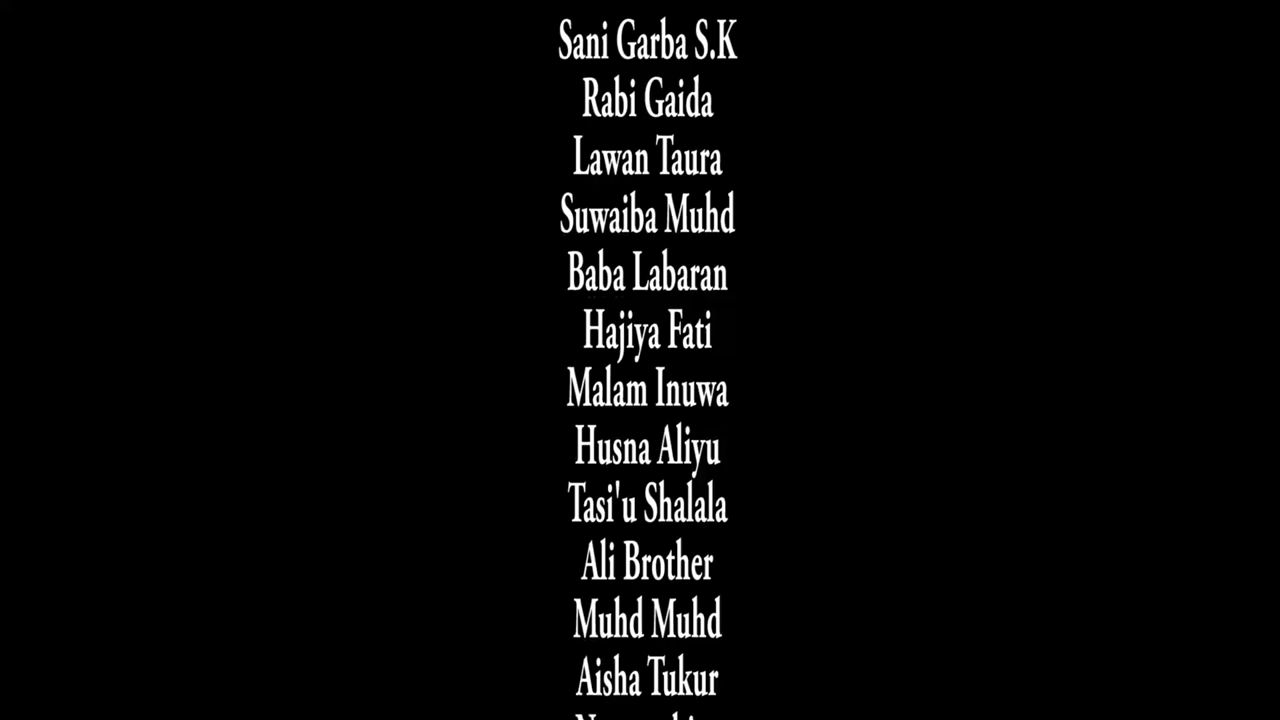 Sani Garba S.K
Rabi Gaida
Lawan Taura
Suwaiba Muhd
Baba Labaran
Hajiya Fati
Malam Inuwa
Husna Aliyu
Tasi'u Shalala
Ali Brother
Muhd Muhd
Aisha Tukur